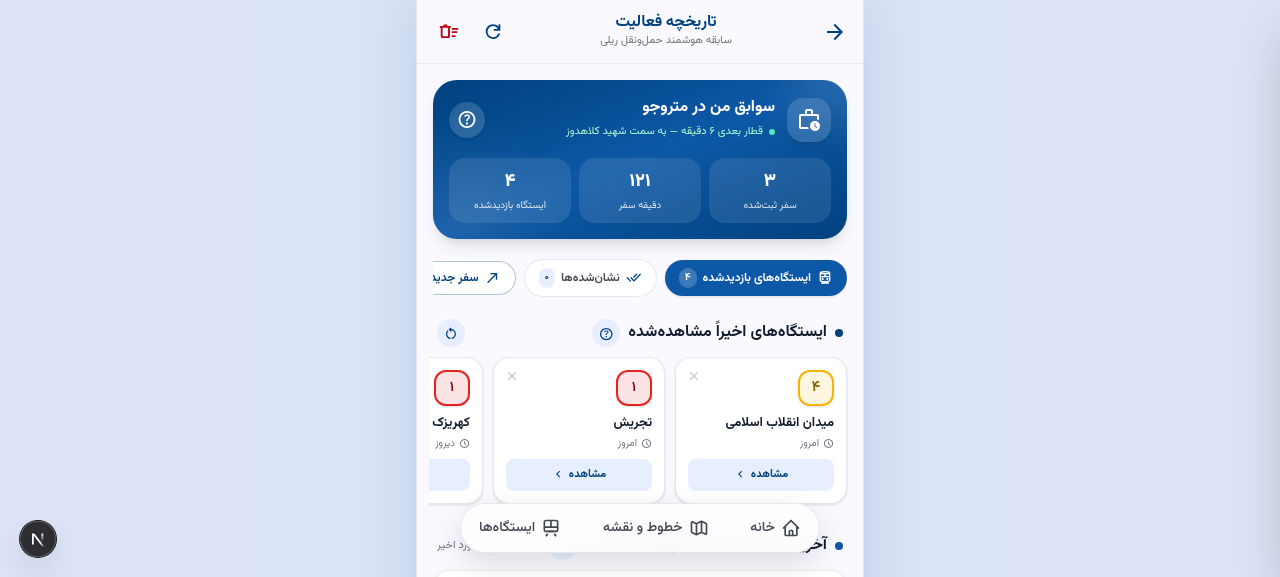 تاریخچه فعالیت
سابقه هوشمند حمل‌ونقل ریلی
سوابق من در متروجو
قطار بعدی ۶ دقیقه — به سمت شهید کلاهدوز
۳
سفر ثبت‌شده
۱۲۱
دقیقه سفر
۴
ایستگاه بازدیدشده
ایستگاه‌های بازدیدشده ۴
نشان‌شده‌ها ۰
سفر جدید
ایستگاه‌های اخیراً مشاهده‌شده
۴
میدان انقلاب اسلامی
امروز
مشاهده
۱
تجریش
امروز
مشاهده
۱
کهریزک
دیروز
خانه
خطوط و نقشه
ایستگاه‌ها
اخیر
N